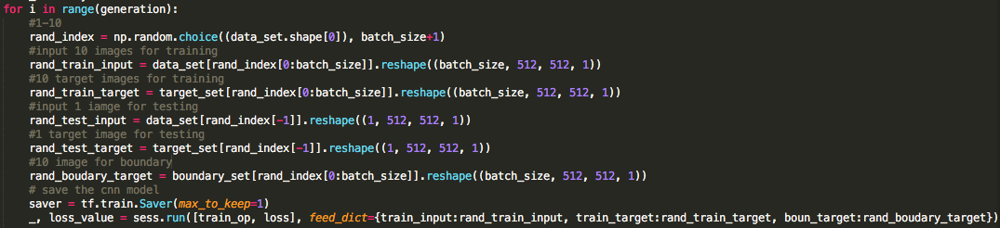 for i in range(generation):
    #1-10
    rand_index = np.random.choice((data_set.shape[0]), batch_size+1)
    #input 10 images for training
    rand_train_input = data_set[rand_index[0:batch_size]].reshape((batch_size, 512, 512, 1))
    #10 target images for training
    rand_train_target = target_set[rand_index[0:batch_size]].reshape((batch_size, 512, 512, 1))
    #input 1 iamge for testing
    rand_test_input = data_set[rand_index[-1]].reshape((1, 512, 512, 1))
    #1 target image for testing
    rand_test_target = target_set[rand_index[-1]].reshape((1, 512, 512, 1))
    #10 image for boundary
    rand_boudary_target = boundary_set[rand_index[0:batch_size]].reshape((batch_size, 512, 512, 1))
    # save the cnn model
    saver = tf.train.Saver(max_to_keep=1)
    _, loss_value = sess.run([train_op, loss], feed_dict={train_input:rand_train_input, train_target:rand_train_target, boun_target:rand_boudary_target})